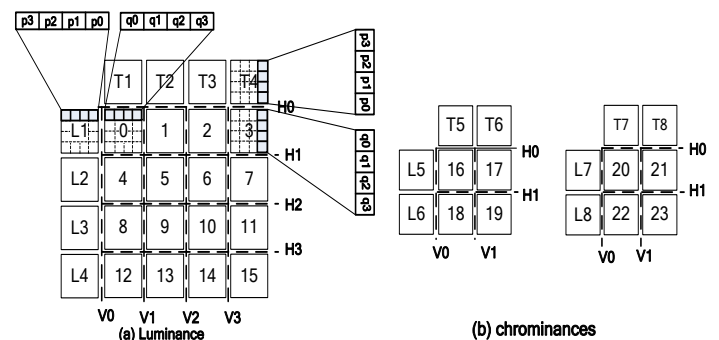 p3 p2 p1 p0 q0 q1 q2 q3
T1 T2 T3 T4
p3 p2 p1 p0
H0
L1 0 1 2 3
q0 q1 q2 q3
H1
L2 4 5 6 7
H2
L3 8 9 10 11
H3
L4 12 13 14 15
V0 V1 V2 V3
(a) Luminance
T5 T6
H0
L5 16 17
H1
L6 18 19
V0 V1
T7 T8
H0
L7 20 21
H1
L8 22 23
V0 V1
(b) chrominances